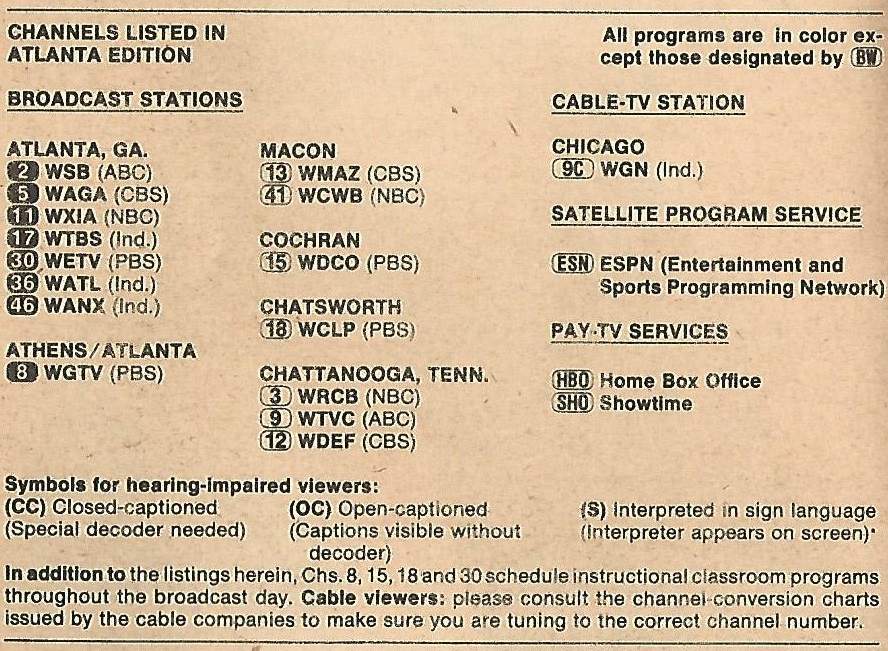 CHANNELS LISTED IN
ATLANTA EDITION
All programs are in color ex-
cept those designated by BW
BROADCAST STATIONS
ATLANTA, GA.
2 WSB (ABC)
5 WAGA (CBS)
11 WXIA (NBC)
17 WTBS (Ind.)
30 WETV (PBS)
36 WATL (Ind.)
46 WANX (Ind.)
ATHENS/ATLANTA
8 WGTV (PBS)
MACON
13 WMAZ (CBS)
41 WCWB (NBC)
COCHRAN
15 WDCO (PBS)
CHATSWORTH
18 WCLP (PBS)
CHATTANOOGA, TENN.
3 WRCB (NBC)
9 WTVC (ABC)
12 WDEF (CBS)
CABLE-TV STATION
CHICAGO
9C WGN (Ind.)
SATELLITE PROGRAM SERVICE
ESN ESPN (Entertainment and
Sports Programming Network)
PAY-TV SERVICES
HBO Home Box Office
SHO Showtime
Symbols for hearing-impaired viewers:
(CC) Closed-captioned
(Special decoder needed)
(OC) Open-captioned
(Captions visible without
decoder)
(S) Interpreted in sign language
(Interpreter appears on screen)
In addition to the listings herein, Chs. 8, 15, 18 and 30 schedule instructional classroom programs
throughout the broadcast day. Cable viewers: please consult the channel-conversion charts
issued by the cable companies to make sure you are tuning to the correct channel number.